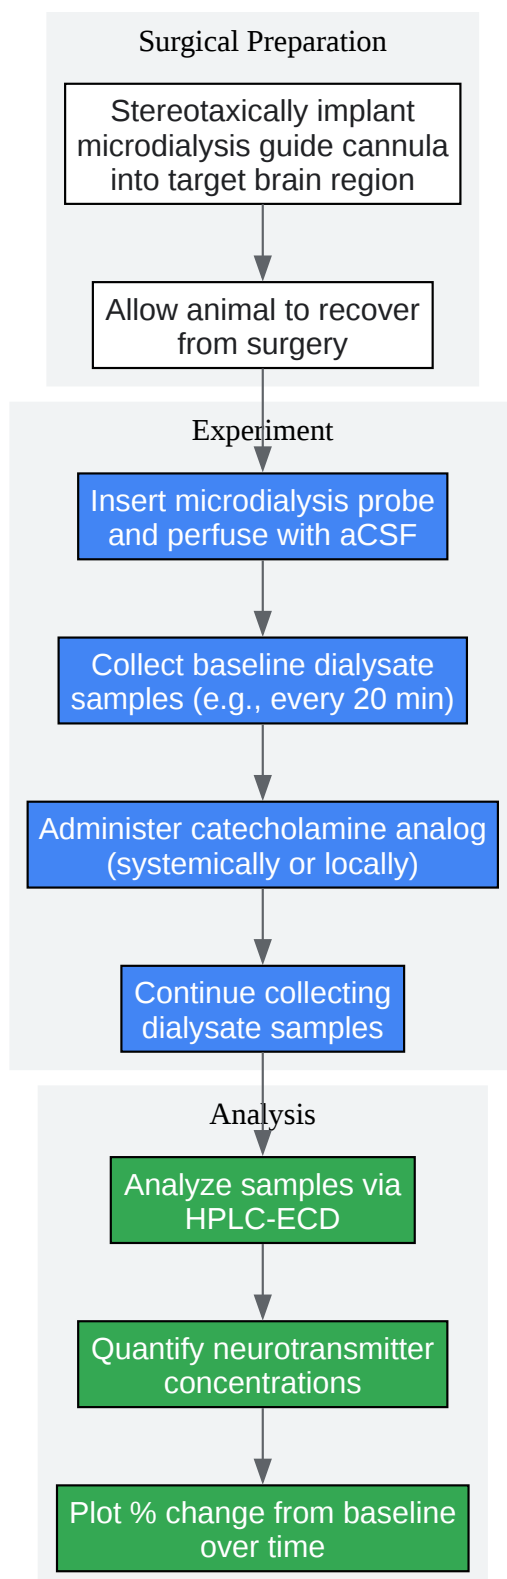 Surgical Preparation
Stereotaxically implant
microdialysis guide cannula
into target brain region
Allow animal to recover
from surgery
Experiment
Insert microdialysis probe
and perfuse with aCSF
Collect baseline dialysate
samples (e.g., every 20 min)
Administer catecholamine analog
(systemically or locally)
Continue collecting
dialysate samples
Analysis
Analyze samples via
HPLC-ECD
Quantify neurotransmitter
concentrations
Plot % change from baseline
over time